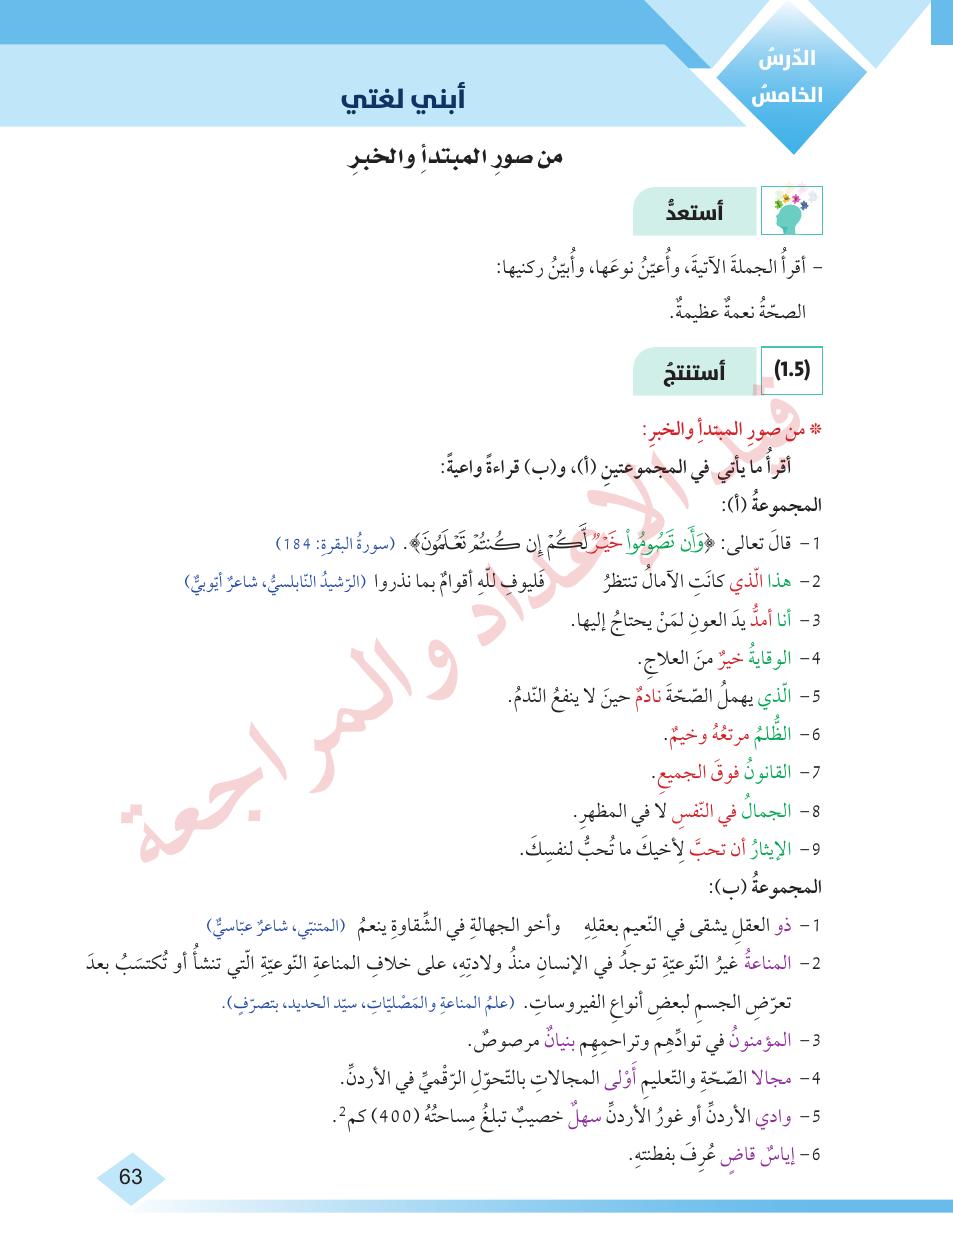 الدّرسُ
الخامسُ
أبني لغتي
من صورِ المبتدأِ والخبرِ
أستعدُّ
– أقرأُ الجملةَ الآتيةَ، وأُعيّنُ نوعَها، وأُبيّنُ ركنيها:
الصحّةُ نعمةٌ عظيمةٌ.
(1.5)
أستنتجُ
* من صورِ المبتدأِ والخبرِ:
أقرأُ ما يأتي في المجموعتينِ (أ)، و(ب) قراءةً واعيةً:
المجموعةُ (أ):
1– قالَ تعالى: ﴿وَأَن تَصُومُواْ خَيْرٌ لَّكُمْ إِن كُنتُمْ تَعْلَمُونَ﴾. (سورةُ البقرةِ: 184)
2– هذا الّذي كانَتِ الآمالُ تنتظرُ فَليوفِ للّهِ أقوامٌ بما نذروا (الرّشيدُ النّابلسيُّ، شاعرٌ أيّوبيٌّ)
3– أنا أمدُّ يدَ العونِ لمَنْ يحتاجُ إليها.
4– الوقايةُ خيرٌ منَ العلاجِ.
5– الّذي يهملُ الصّحّةَ نادمٌ حينَ لا ينفعُ النّدمُ.
6– الظُّلمُ مرتعُهُ وخيمٌ.
7– القانونُ فوقَ الجميعِ.
8– الجمالُ في النّفسِ لا في المظهرِ.
9– الإيثارُ أن تحبَّ لِأخيكَ ما تُحبُّ لنفسِكَ.
المجموعةُ (ب):
1– ذو العقلِ يشقى في النّعيمِ بعقلِهِ وأخو الجهالةِ في الشّقاوةِ ينعمُ (المتنبّي، شاعرٌ عبّاسيٌّ)
2– المناعةُ غيرُ النّوعيّةِ توجدُ في الإنسانِ منذُ ولادتِهِ، على خلافِ المناعةِ النّوعيّةِ الّتي تنشأُ أو تُكتسَبُ بعدَ
تعرّضِ الجسمِ لبعضِ أنواعِ الفيروساتِ. (علمُ المناعةِ والمَصْليّاتِ، سيّد الحديد، بتصرّفٍ).
3– المؤمنونُ في توادِّهِم وتراحمِهِم بنيانٌ مرصوصٌ.
4– مجالا الصّحّةِ والتّعليمِ أَوْلى المجالاتِ بالتّحوّلِ الرّقْميِّ في الأردنِّ.
5– وادي الأردنِّ أو غورُ الأردنِّ سهلٌ خصيبٌ تبلغُ مِساحتُهُ (400) كم2.
6– إياسٌ قاضٍ عُرِفَ بفطنتهِ.
قيد الإعداد والمراجعة
63